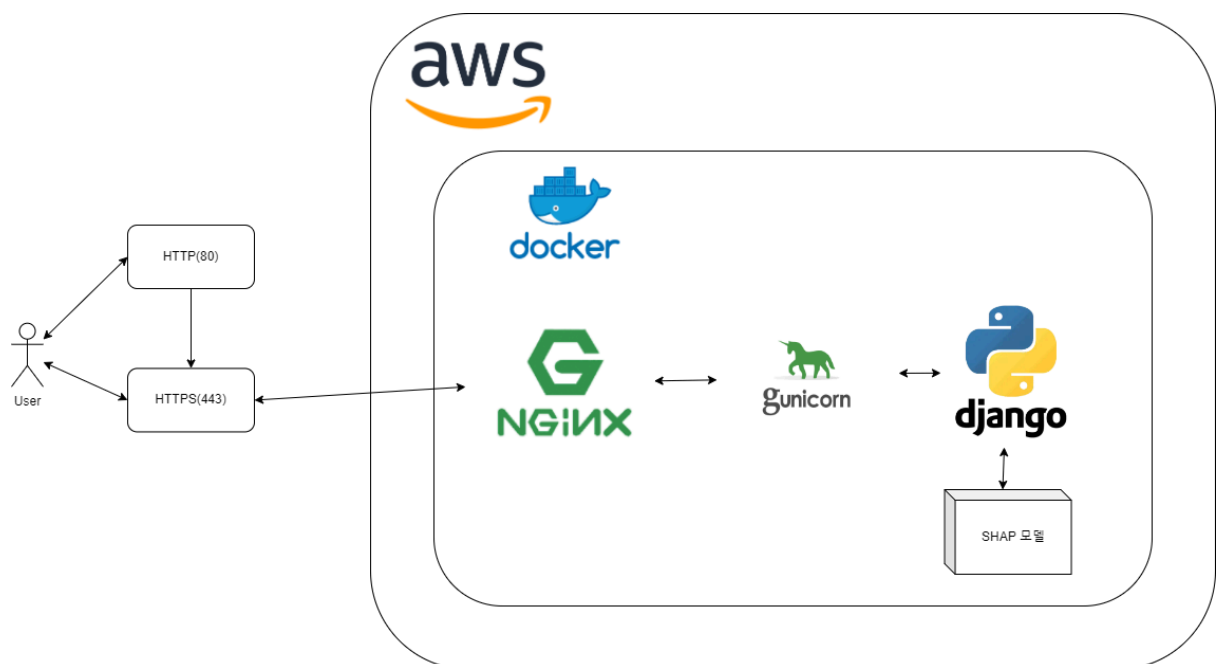 aws
docker
HTTP(80)
User
HTTPS(443)
NGiNX
gunicorn
django
SHAP 모델